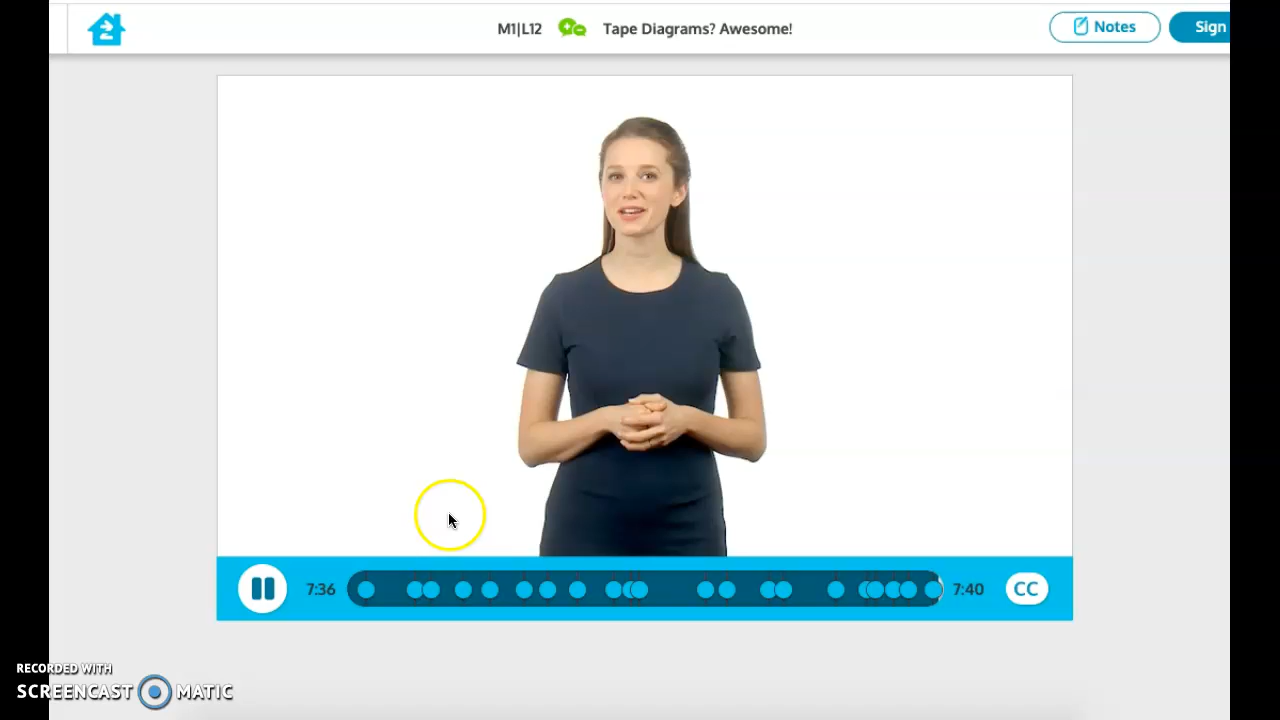 M1|L12 Tape Diagrams? Awesome!
Notes
Sign
7:36
7:40
CC
RECORDED WITH
SCREENCAST MATIC